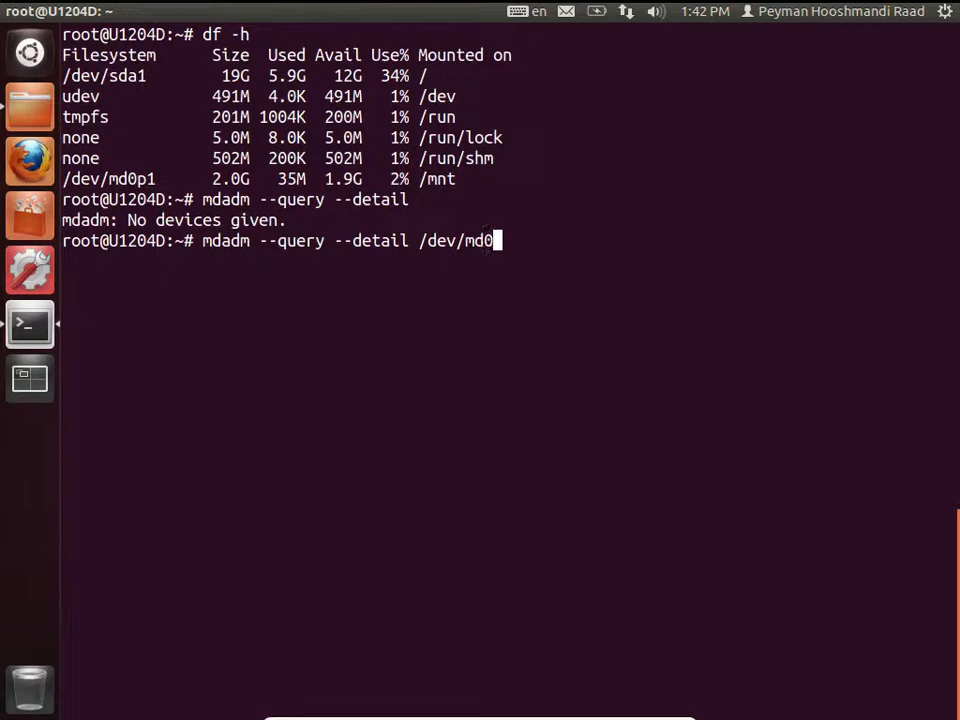 root@U1204D: ~ en 1:42 PM Peyman Hooshmandi Raad
root@U1204D:~# df -h
Filesystem Size Used Avail Use% Mounted on
/dev/sda1 19G 5.9G 12G 34% /
udev 491M 4.0K 491M 1% /dev
tmpfs 201M 1004K 200M 1% /run
none 5.0M 8.0K 5.0M 1% /run/lock
none 502M 200K 502M 1% /run/shm
/dev/md0p1 2.0G 35M 1.9G 2% /mnt
root@U1204D:~# mdadm --query --detail
mdadm: No devices given.
root@U1204D:~# mdadm --query --detail /dev/md0